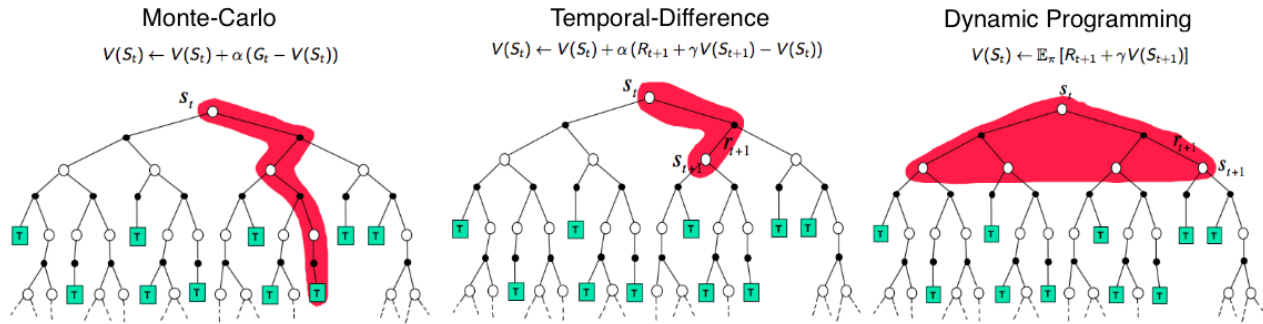 Monte-Carlo
V(S_t) ← V(S_t) + α (G_t − V(S_t))
s_t
T
T
T
T
T
T
T
T
T
Temporal-Difference
V(S_t) ← V(S_t) + α (R_{t+1} + γV(S_{t+1}) − V(S_t))
s_t
r_{t+1}
s_{t+1}
T
T
T
T
T
T
T
T
T
Dynamic Programming
V(S_t) ← 𝔼_π [R_{t+1} + γV(S_{t+1})]
s_t
r_{t+1}
s_{t+1}
T
T
T
T
T
T
T
T
T